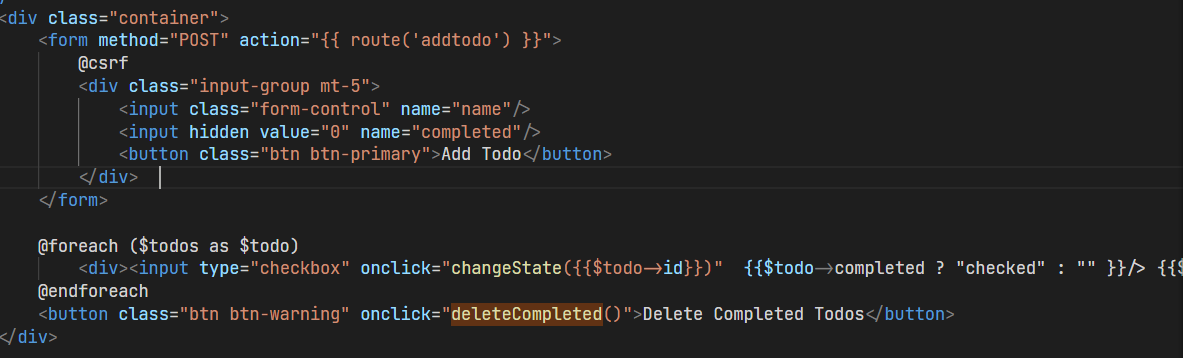 <div class="container">
<form method="POST" action="{{ route('addtodo') }}">
@csrf
<div class="input-group mt-5">
<input class="form-control" name="name"/>
<input hidden value="0" name="completed"/>
<button class="btn btn-primary">Add Todo</button>
</div>
</form>
@foreach ($todos as $todo)
<div><input type="checkbox" onclick="changeState({{$todo->id}})" {{$todo->completed ? "checked" : "" }}/> {{$
@endforeach
<button class="btn btn-warning" onclick="deleteCompleted()">Delete Completed Todos</button>
</div>